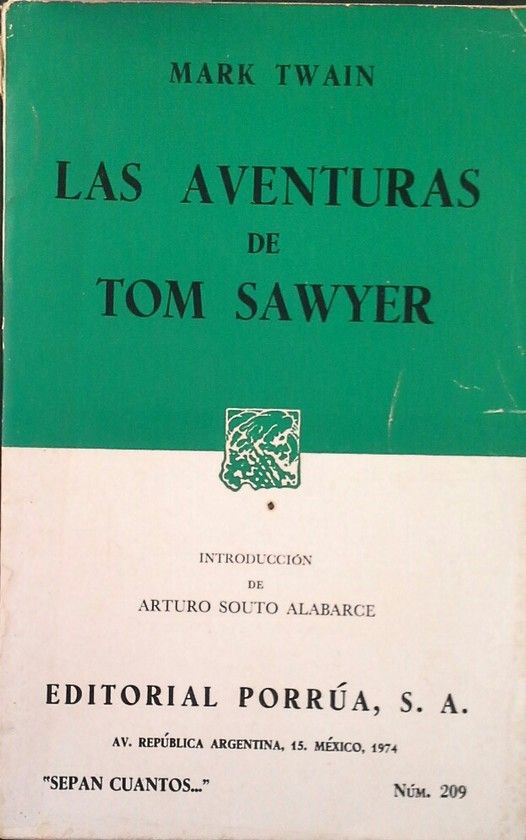 MARK TWAIN
LAS AVENTURAS
DE
TOM SAWYER
INTRODUCCIÓN
DE
ARTURO SOUTO ALABARCE
EDITORIAL PORRÚA, S. A.
AV. REPÚBLICA ARGENTINA, 15. MÉXICO, 1974
"SEPAN CUANTOS..." NÚM. 209